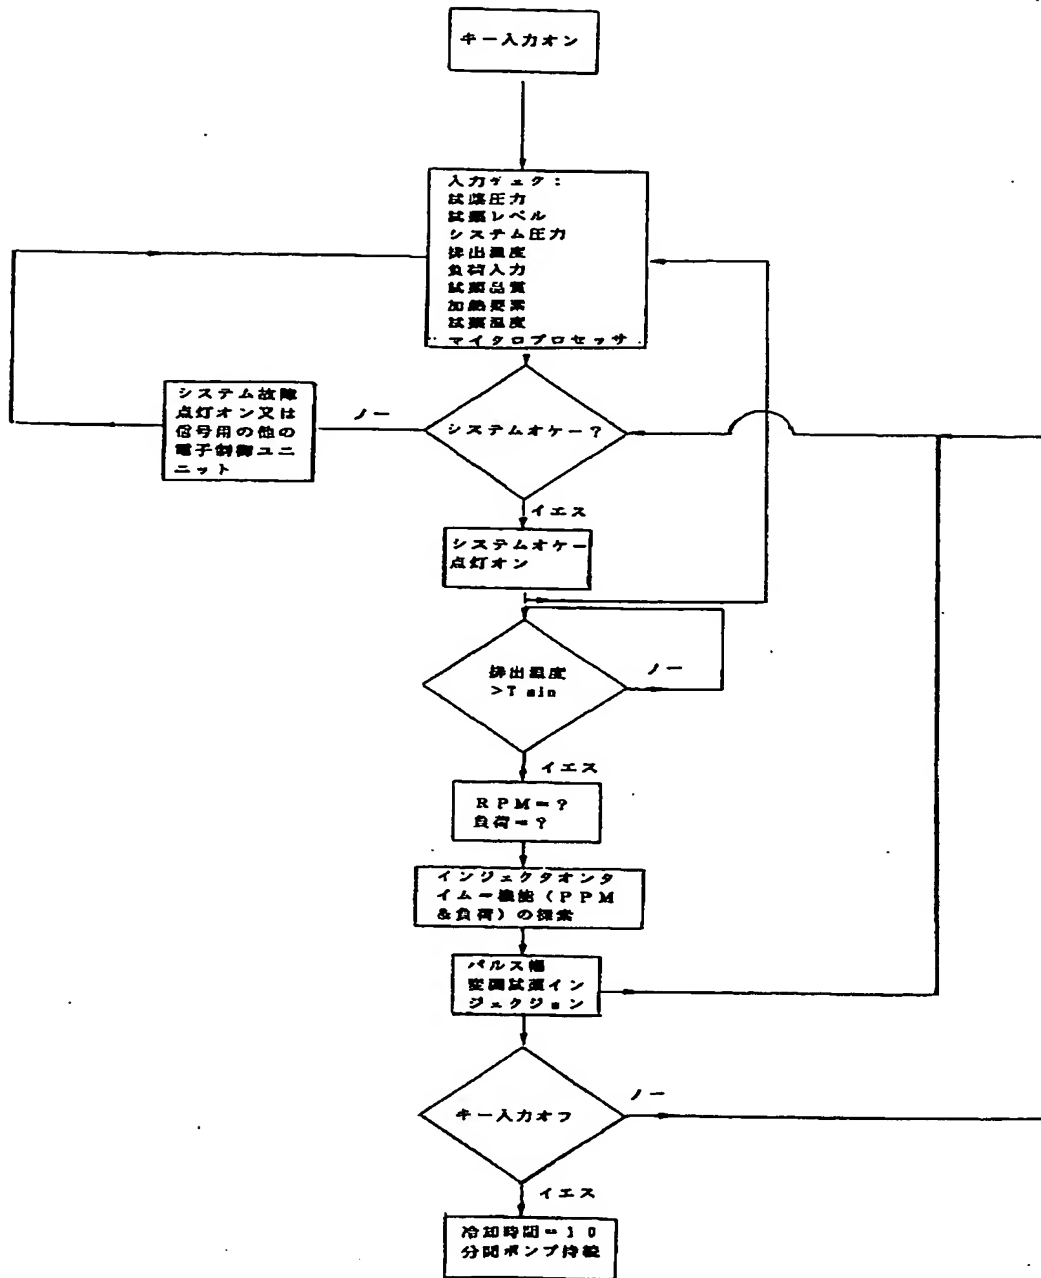 キー入力オン
入力ヂェク：
試薬圧力
試薬レベル
システム圧力
排出温度
負荷入力
試薬品質
加熱要素
試薬温度
マイクロプロセッサ
システム故障
点灯オン又は
信号用の他の
電子制御ユニ
ニット
ノー
システムオケー？
イエス
システムオケー
点灯オン
排出温度
>T min
ノー
イエス
RPM=？
負荷=？
インジェクタオンタ
イムー機能（PPM
&負荷）の探索
パルス幅
変調試薬イン
ジェクジョン
キー入力オフ
ノー
イエス
冷却時間=10
分間ポンプ持続